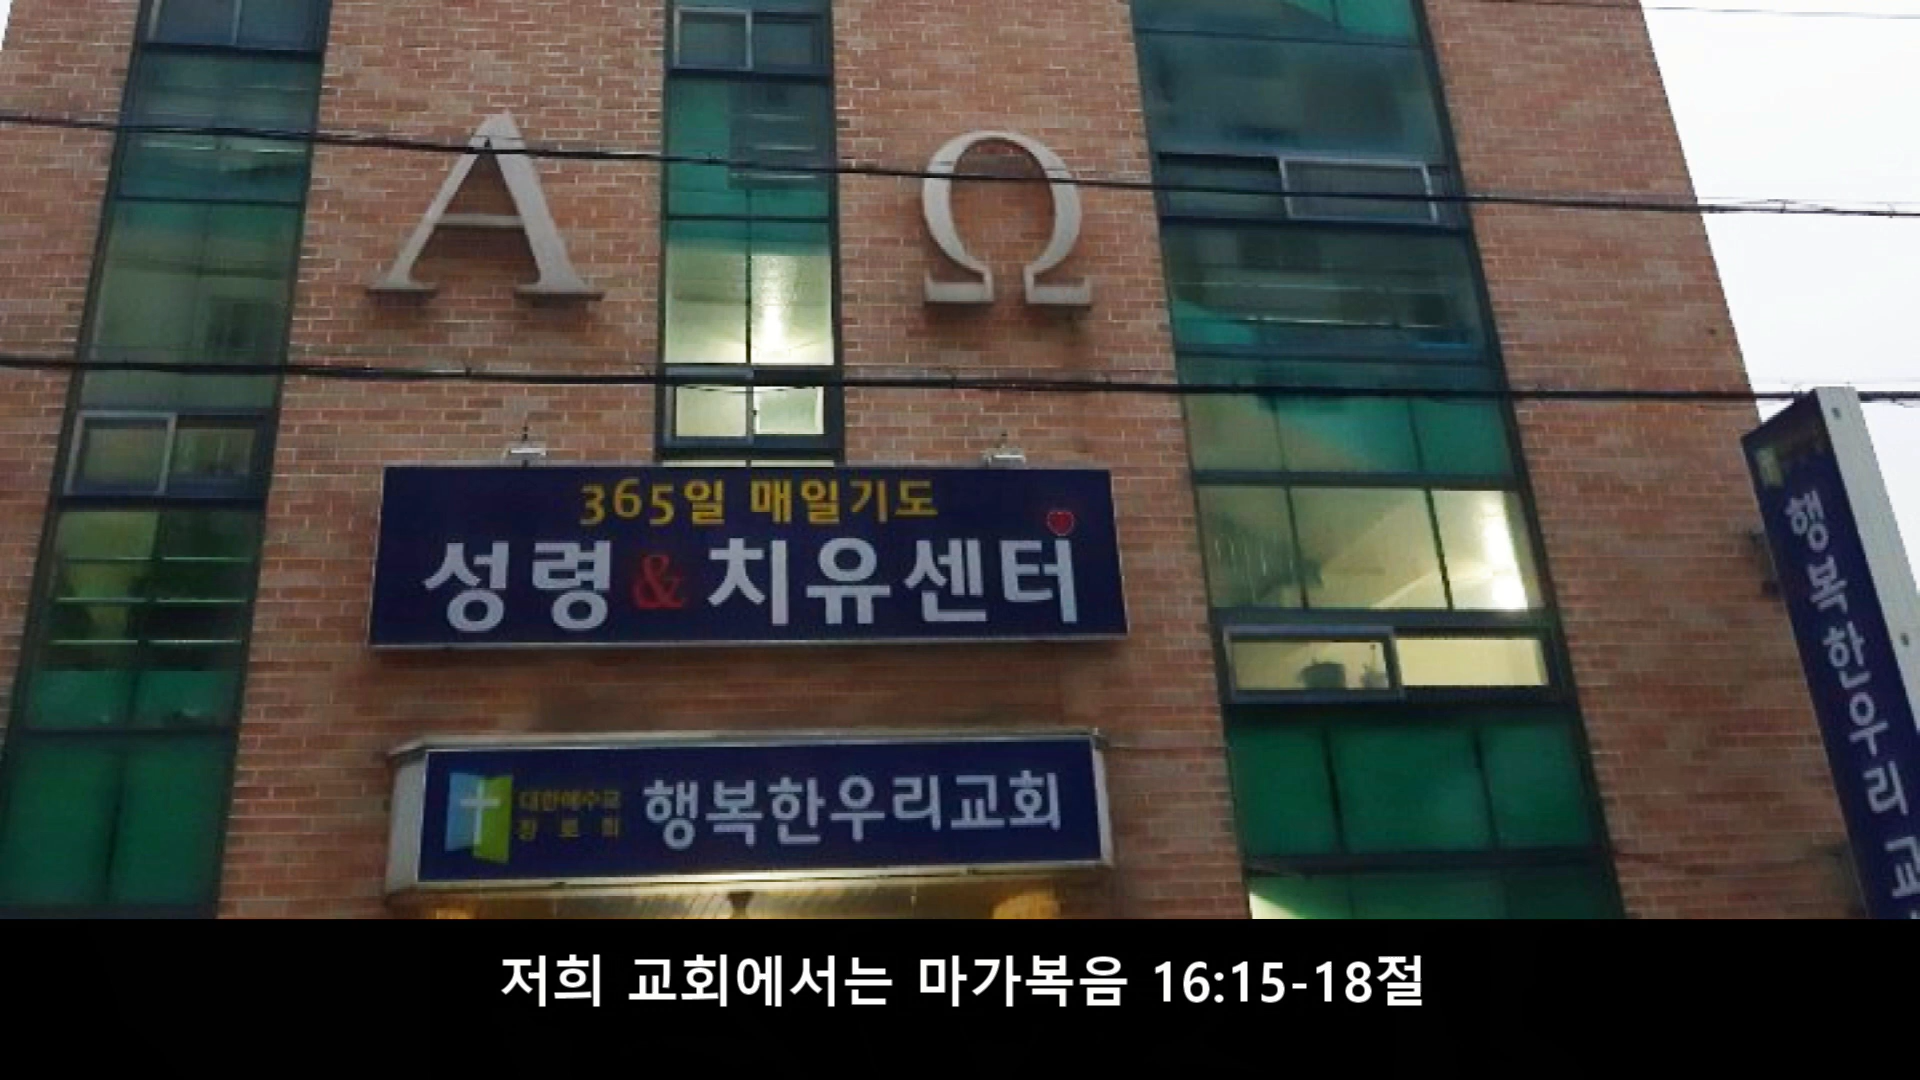 Α Ω
365일 매일기도
성령&치유센터
대한예수교
장로회
행복한우리교회
행복한우리교
저희 교회에서는 마가복음 16:15-18절